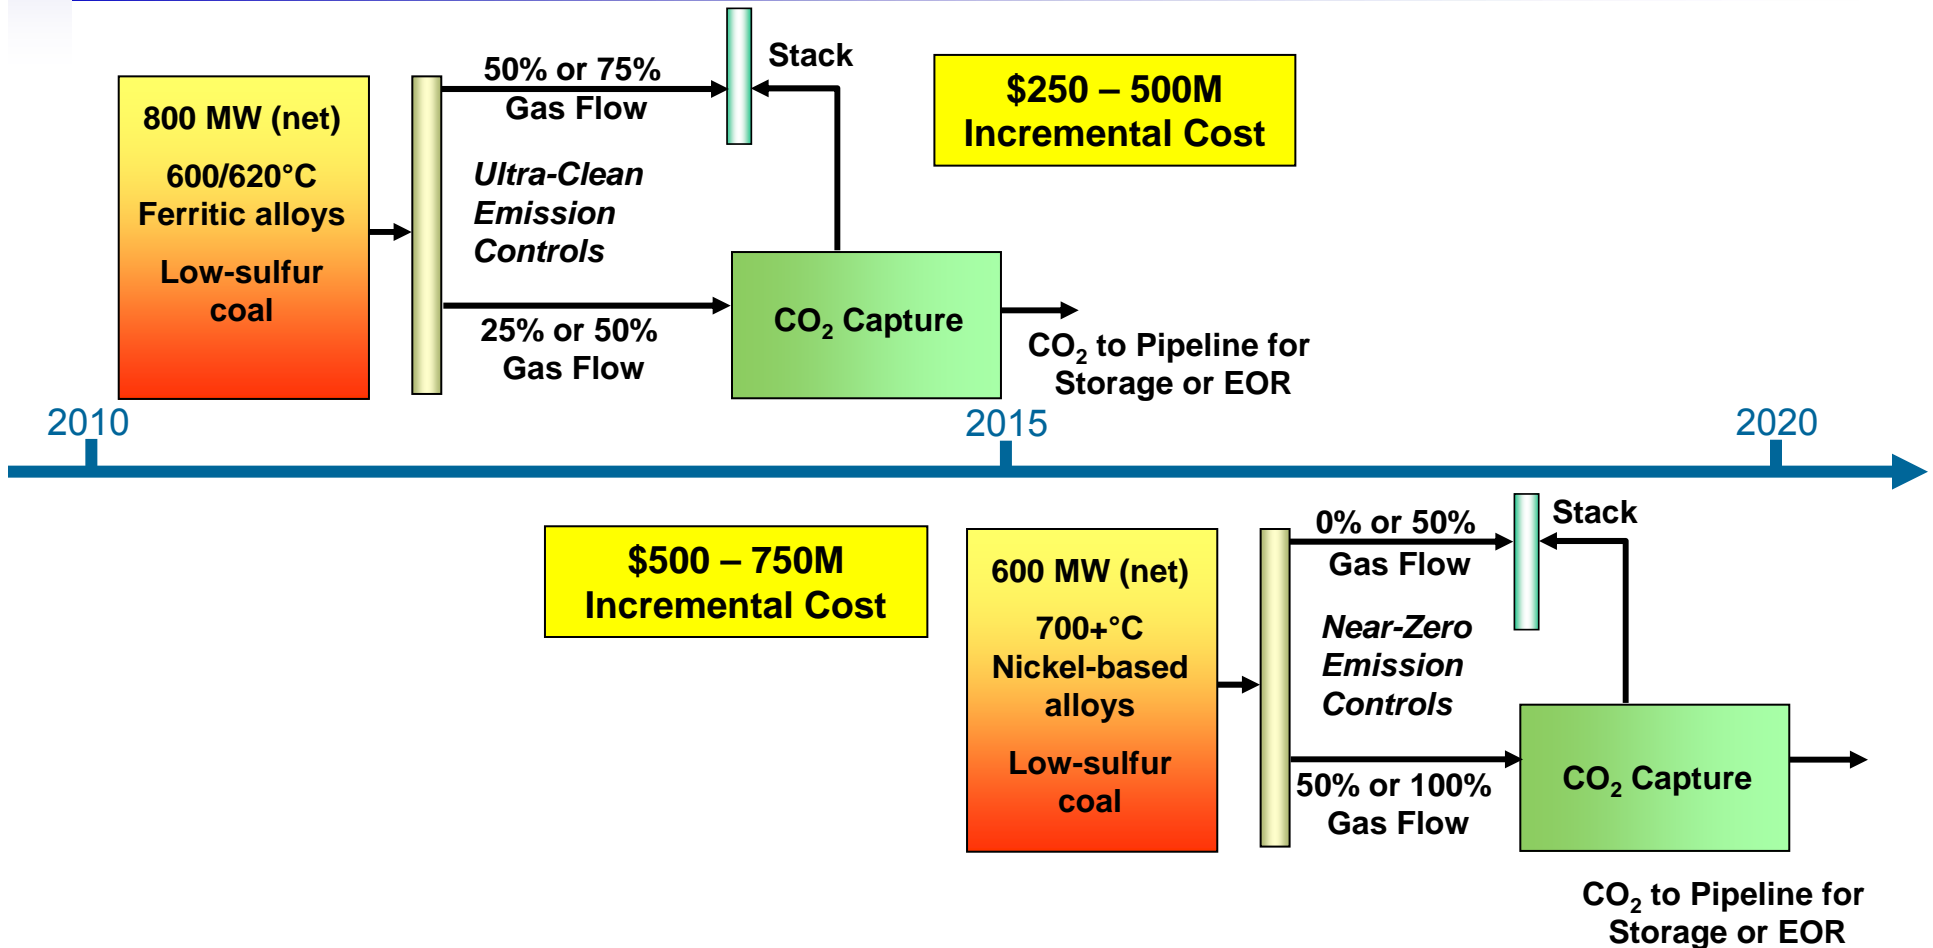 800 MW (net)
600/620°C
Ferritic alloys
Low-sulfur
coal
50% or 75%
Gas Flow
Ultra-Clean
Emission
Controls
25% or 50%
Gas Flow
Stack
CO₂ Capture
$250 – 500M
Incremental Cost
CO₂ to Pipeline for
Storage or EOR
2010
2015
2020
$500 – 750M
Incremental Cost
600 MW (net)
700+°C
Nickel-based
alloys
Low-sulfur
coal
0% or 50%
Gas Flow
Near-Zero
Emission
Controls
50% or 100%
Gas Flow
Stack
CO₂ Capture
CO₂ to Pipeline for
Storage or EOR